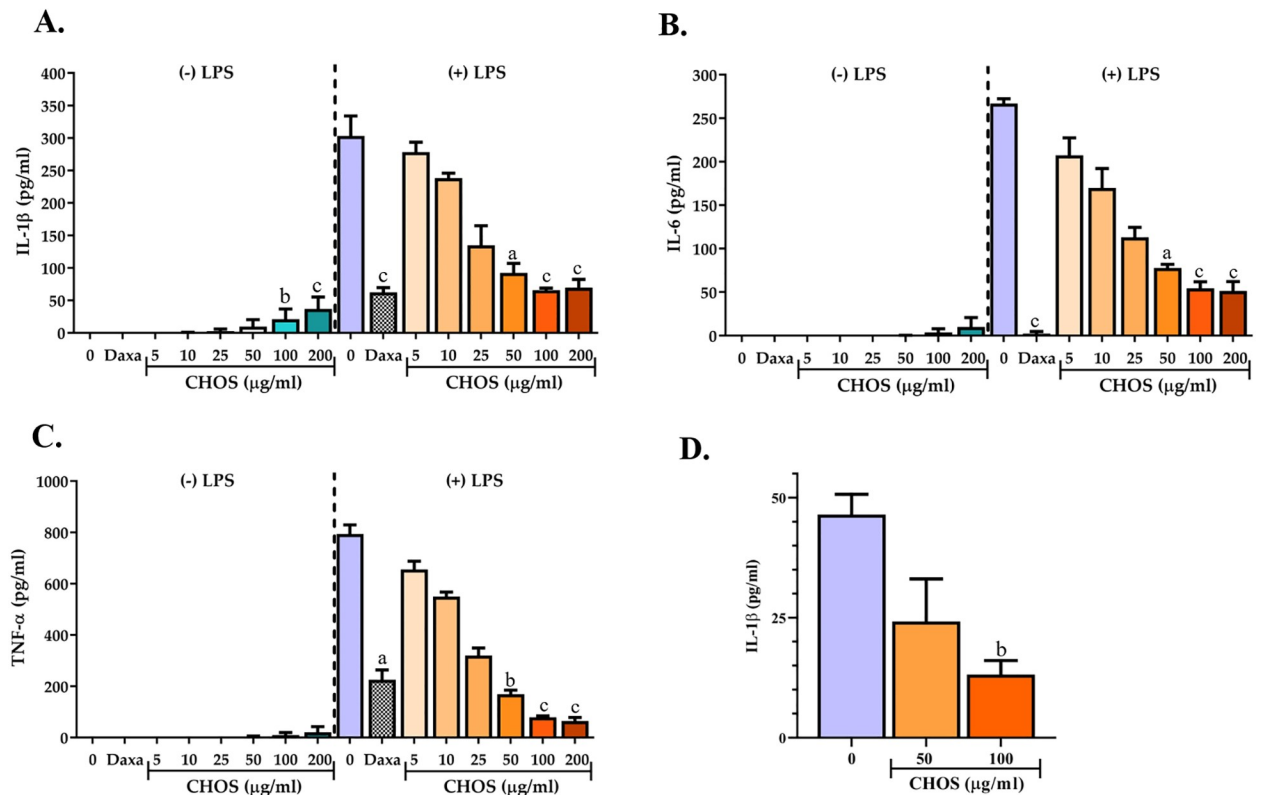 A.
(-) LPS (+) LPS
400
350
300
250
200
150
100
50
0
IL-1β (pg/ml)
b c c a c c
0 Daxa 5 10 25 50 100 200 0 Daxa 5 10 25 50 100 200
CHOS (μg/ml) CHOS (μg/ml)
B.
(-) LPS (+) LPS
300
250
200
150
100
50
0
IL-6 (pg/ml)
c a c c
0 Daxa 5 10 25 50 100 200 0 Daxa 5 10 25 50 100 200
CHOS (μg/ml) CHOS (μg/ml)
C.
(-) LPS (+) LPS
1000
800
600
400
200
0
TNF-α (pg/ml)
a b c c
0 Daxa 5 10 25 50 100 200 0 Daxa 5 10 25 50 100 200
CHOS (μg/ml) CHOS (μg/ml)
D.
50
25
0
IL-1β (pg/ml)
b
0 50 100
CHOS (μg/ml)